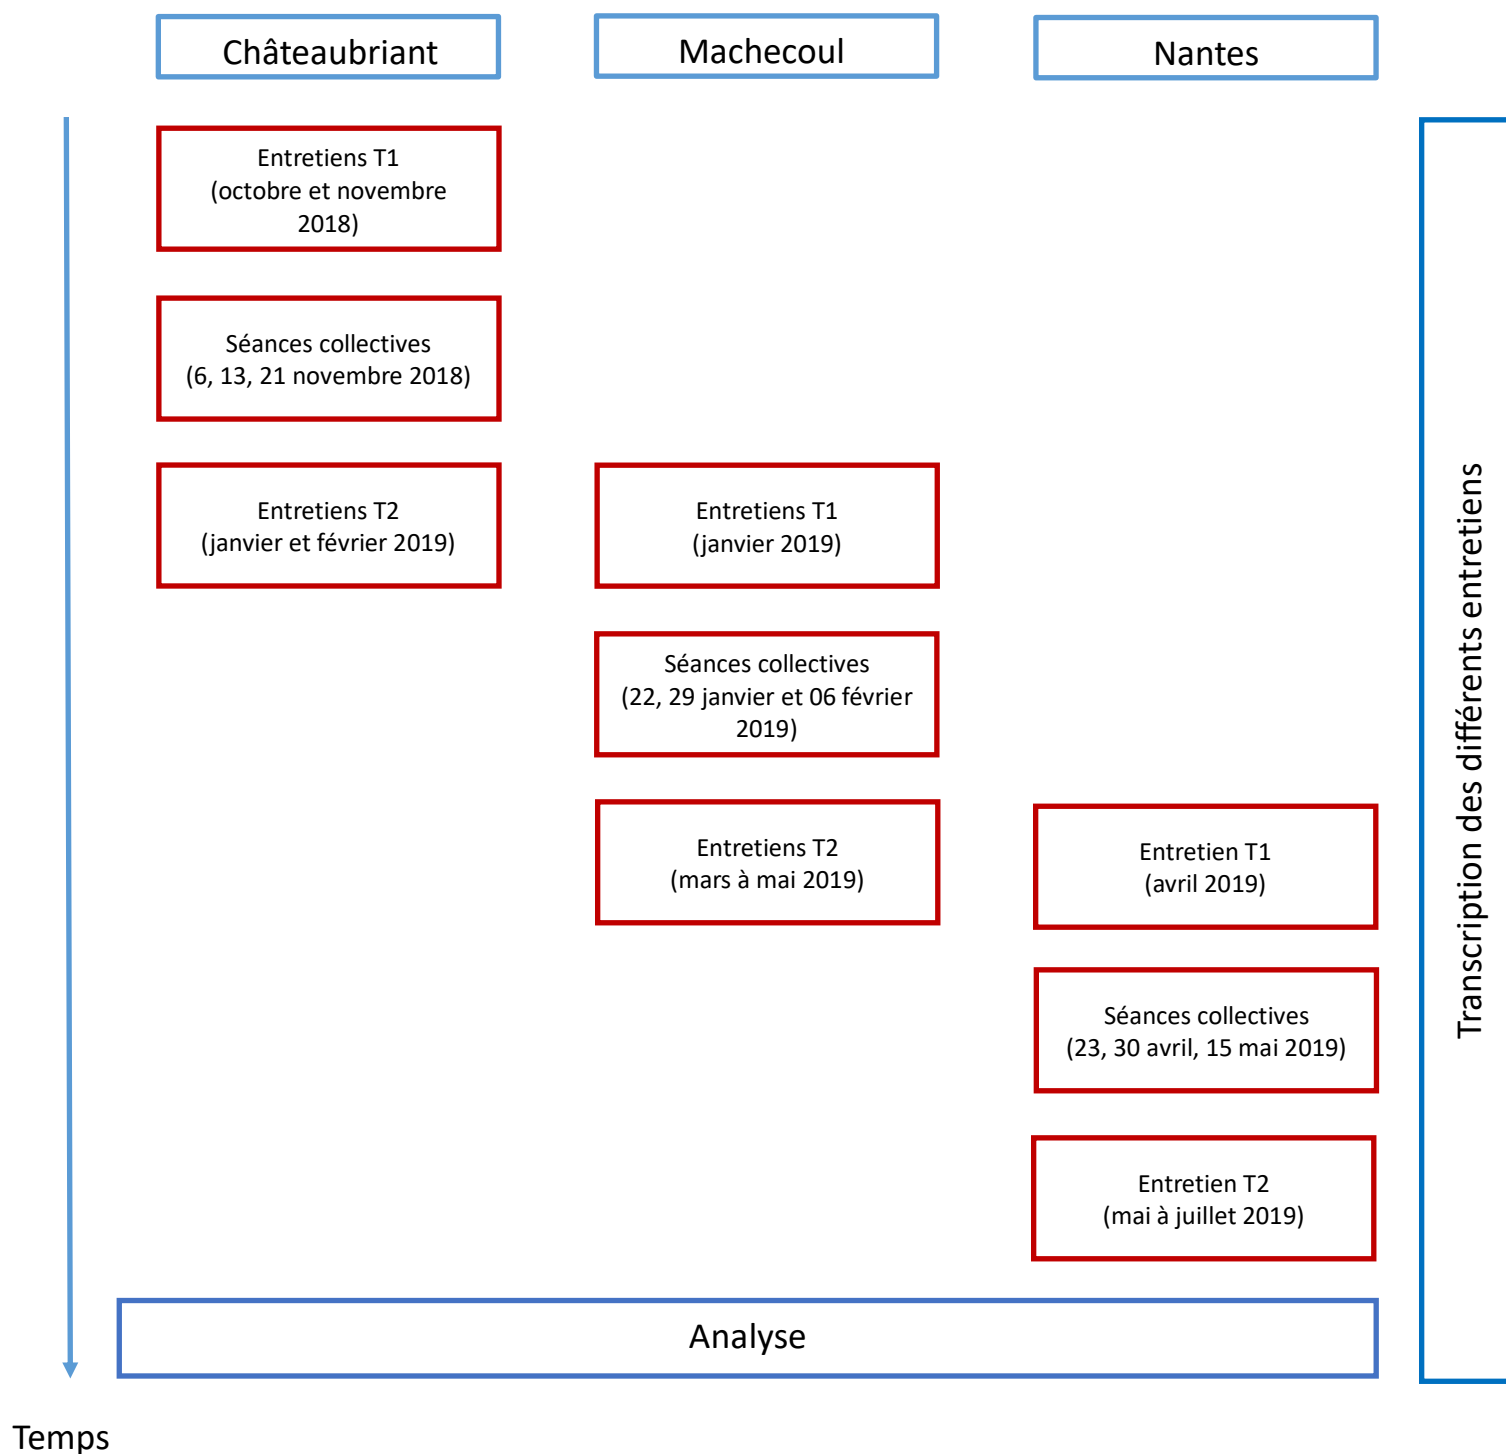 Châteaubriant
Machecoul
Nantes
Entretiens T1
(octobre et novembre
2018)
Séances collectives
(6, 13, 21 novembre 2018)
Entretiens T2
(janvier et février 2019)
Entretiens T1
(janvier 2019)
Séances collectives
(22, 29 janvier et 06 février
2019)
Entretiens T2
(mars à mai 2019)
Entretien T1
(avril 2019)
Séances collectives
(23, 30 avril, 15 mai 2019)
Entretien T2
(mai à juillet 2019)
Transcription des différents entretiens
Analyse
Temps